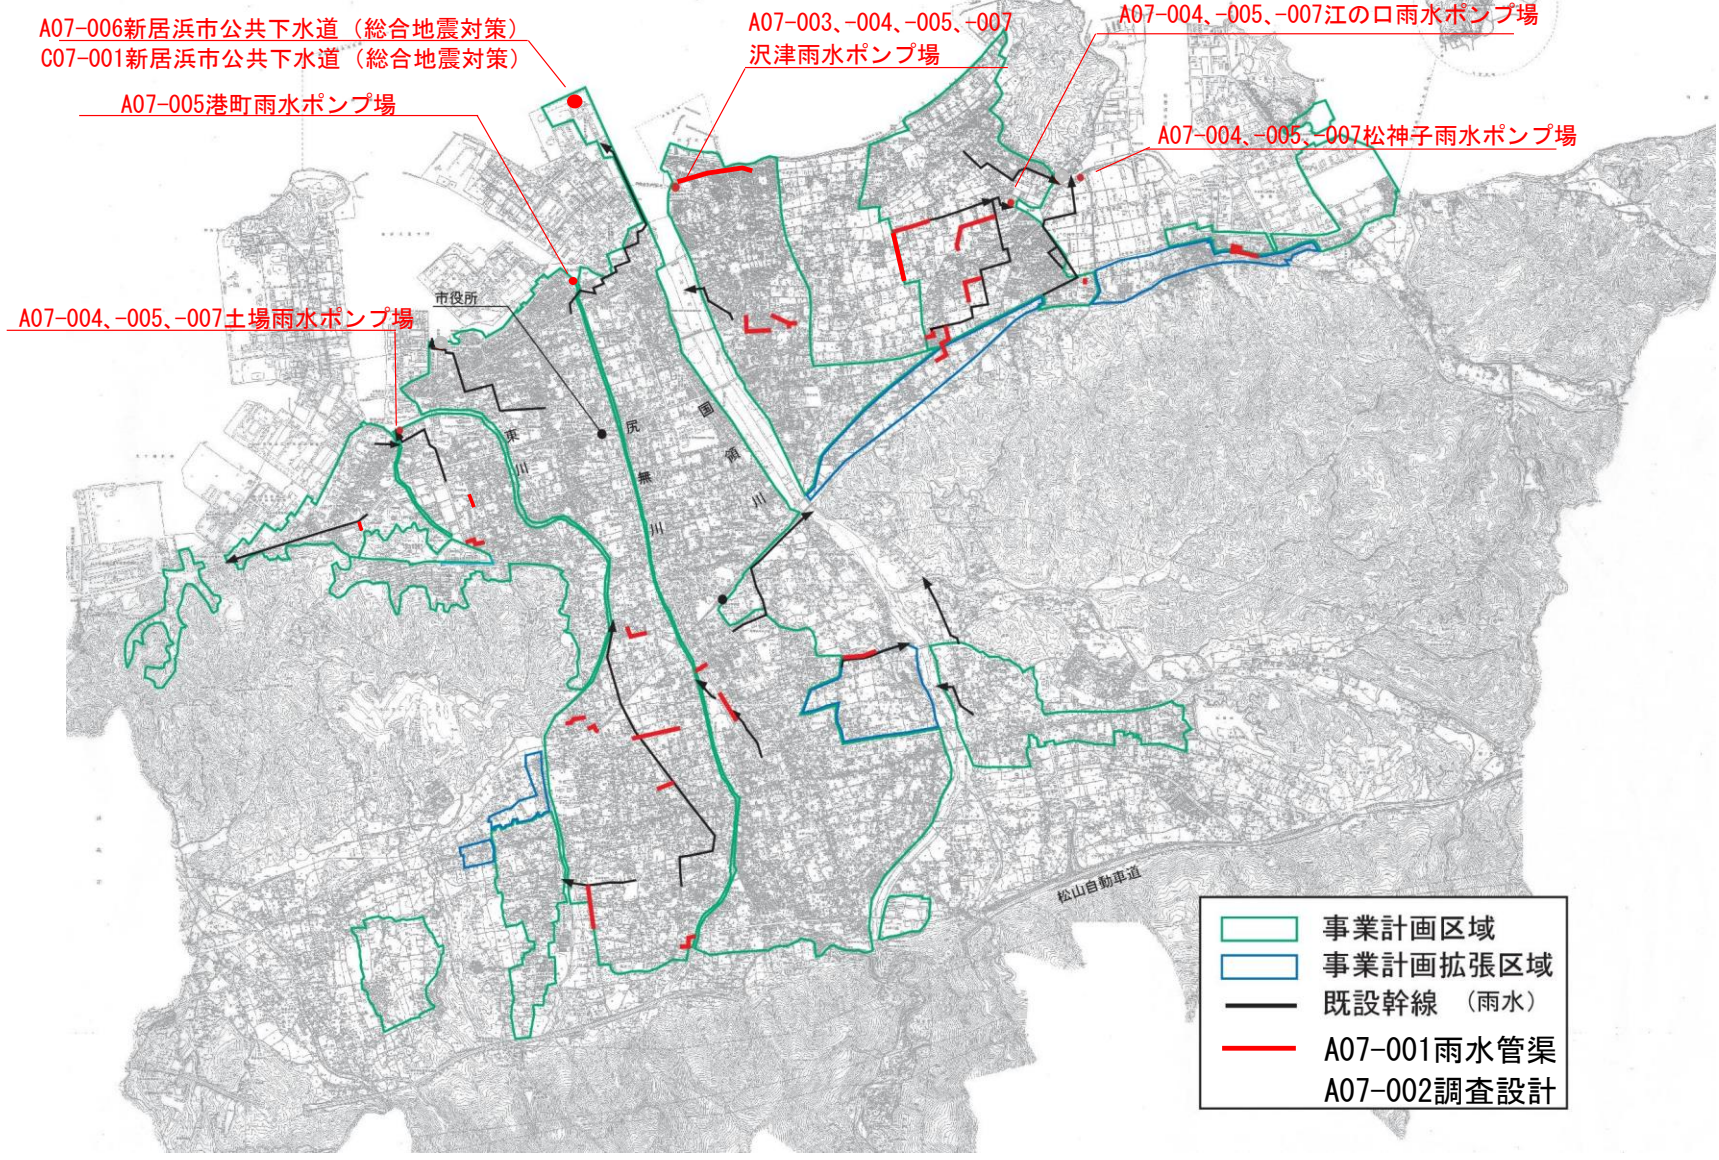 A07-006新居浜市公共下水道（総合地震対策）
C07-001新居浜市公共下水道（総合地震対策）
A07-005港町雨水ポンプ場
A07-003、-004、-005、-007
沢津雨水ポンプ場
A07-004、-005、-007江の口雨水ポンプ場
A07-004、-005、-007松神子雨水ポンプ場
市役所
A07-004、-005、-007土場雨水ポンプ場
東川
尻無川
国領川
松山自動車道
事業計画区域
事業計画拡張区域
既設幹線 （雨水）
A07-001雨水管渠
A07-002調査設計